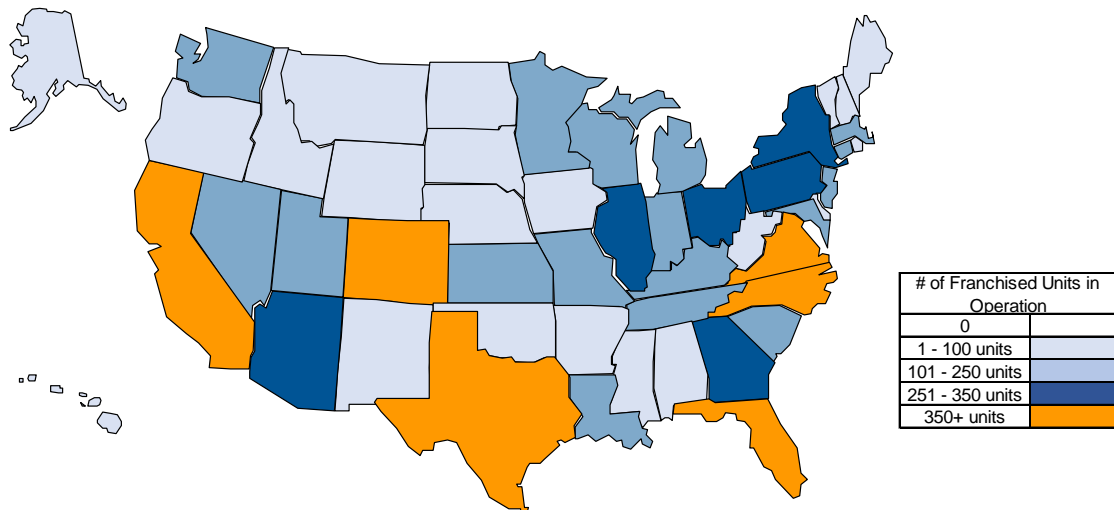 # of Franchised Units in
Operation
0
1 - 100 units
101 - 250 units
251 - 350 units
350+ units